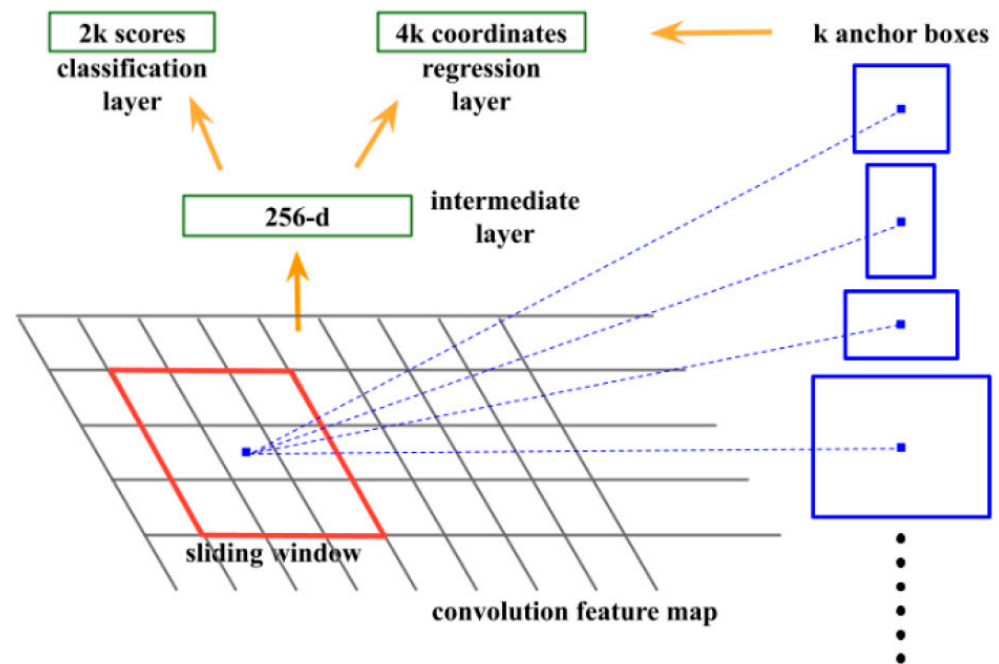 2k scores
classification
layer
4k coordinates
regression
layer
k anchor boxes
256-d
intermediate
layer
sliding window
convolution feature map